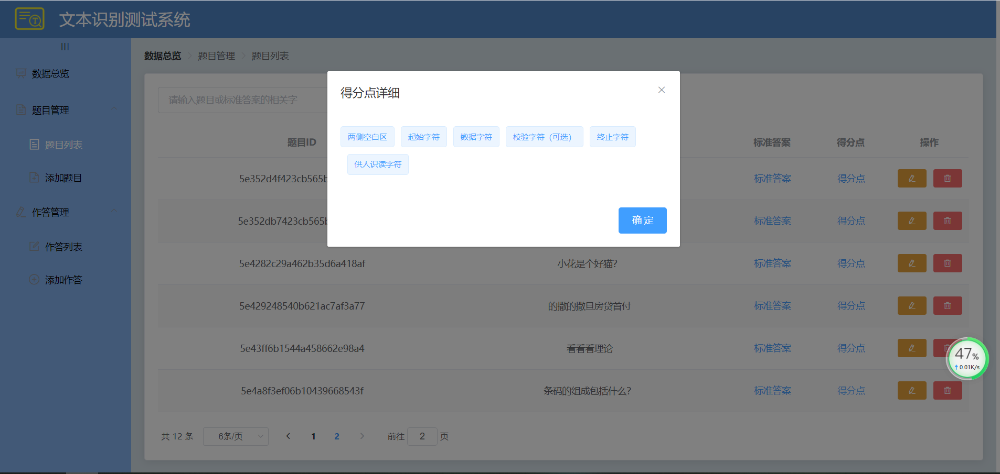 文本识别测试系统
数据总览
题目管理
题目列表
添加题目
作答管理
作答列表
添加作答
数据总览 题目管理 题目列表
请输入题目或标准答案的相关字
得分点详细
两侧空白区 起始字符 数据字符 校验字符（可选） 终止字符
供人识读字符
确定
题目ID 标准答案 得分点 操作
5e352d4f423cb565b 标准答案 得分点
5e352db7423cb565b 标准答案 得分点
5e4282c29a462b35d6a418af 小花是个好猫？ 标准答案 得分点
5e429248540b621ac7af3a77 的撒的撒旦房贷首付 标准答案 得分点
5e43ff6b1544a458662e98a4 看看看理论 标准答案 得分点
5e4a8f3ef06b10439668543f 条码的组成包括什么？ 标准答案 得分点
47%
0.01K/s
共 12 条 6条/页 1 2 前往 2 页